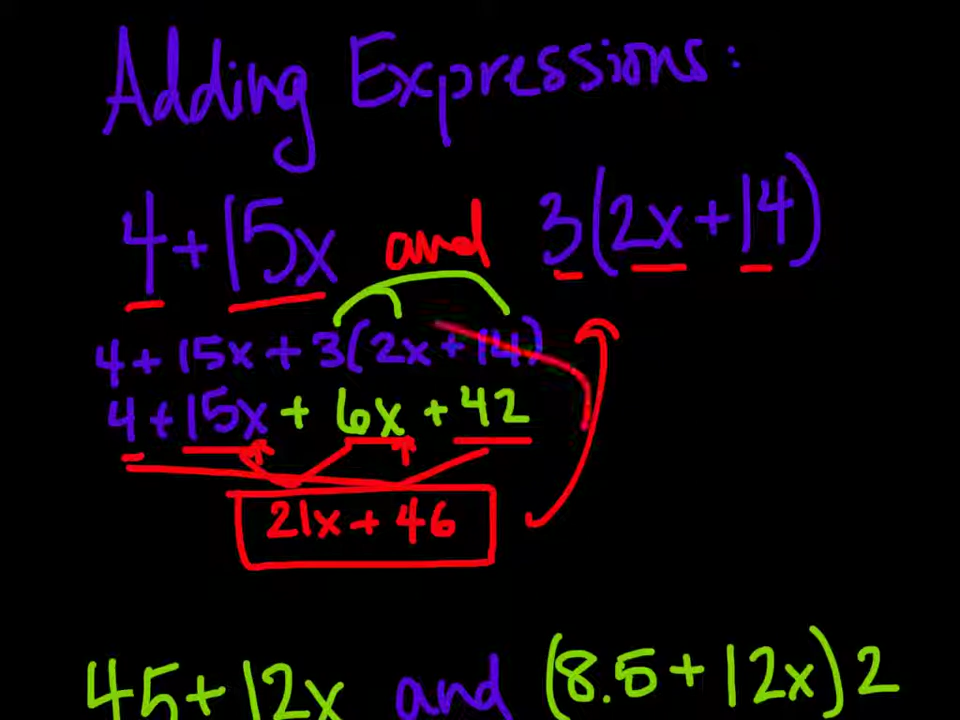 Adding Expressions:
4+15x and 3(2x+14)
4+15x+3(2x+14)
4+15x+6x+42
21x+46
45+12x and (8.5+12x)2